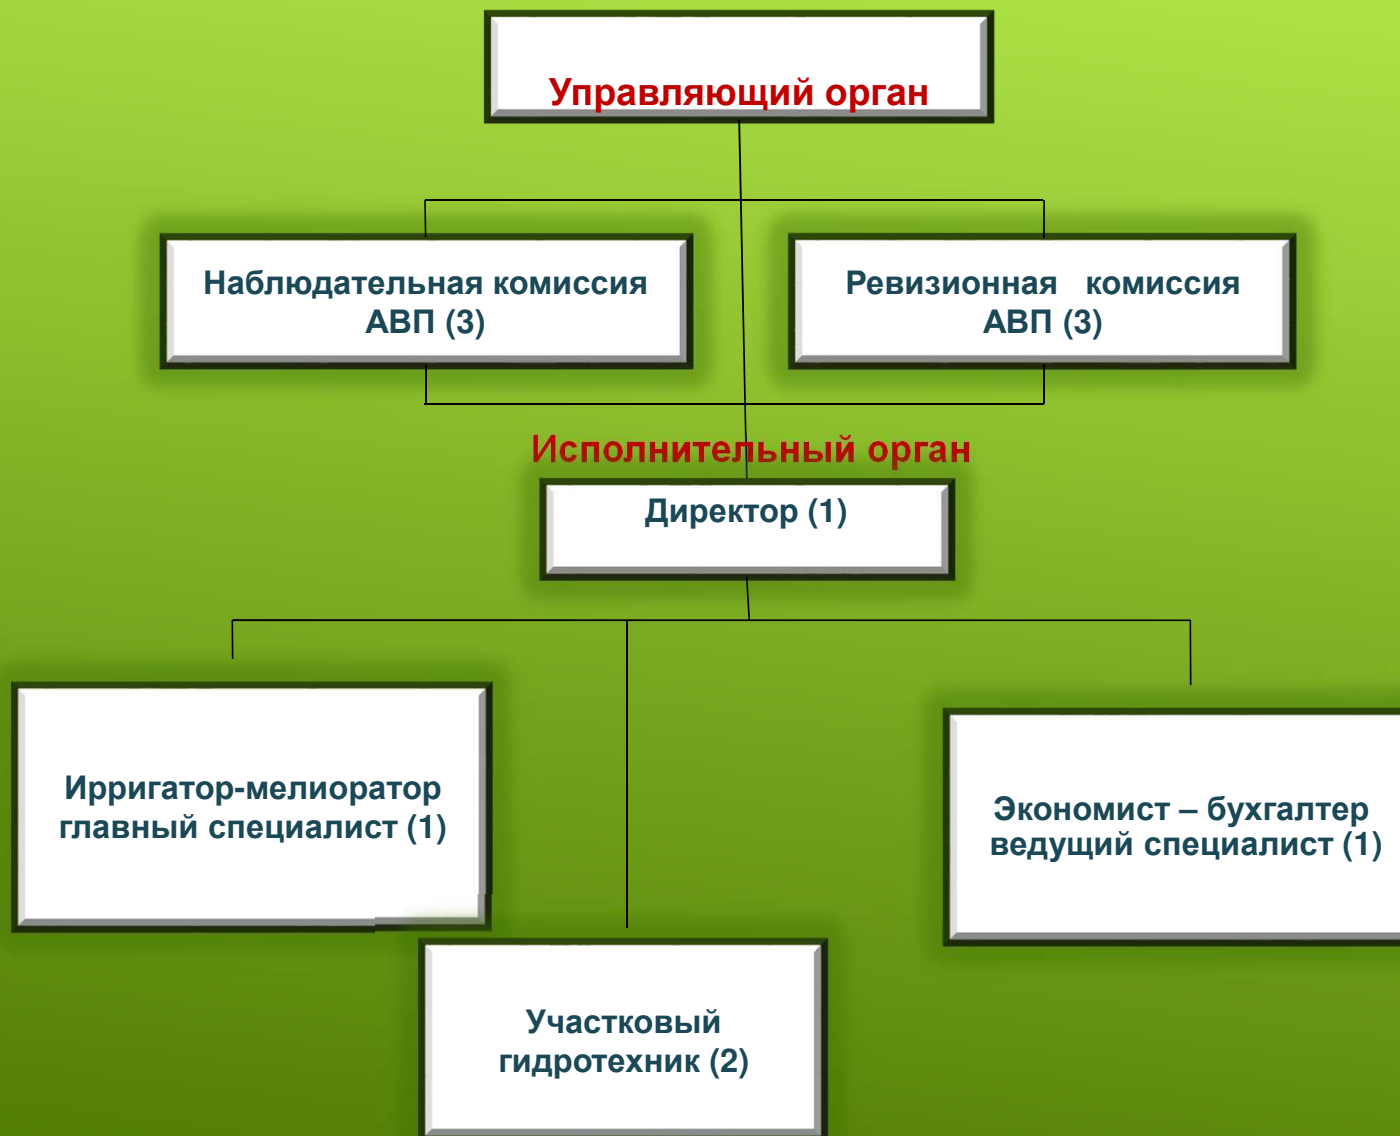 Управляющий орган
Наблюдательная комиссия
АВП (3)
Ревизионная комиссия
АВП (3)
Исполнительный орган
Директор (1)
Ирригатор-мелиоратор
главный специалист (1)
Экономист – бухгалтер
ведущий специалист (1)
Участковый
гидротехник (2)